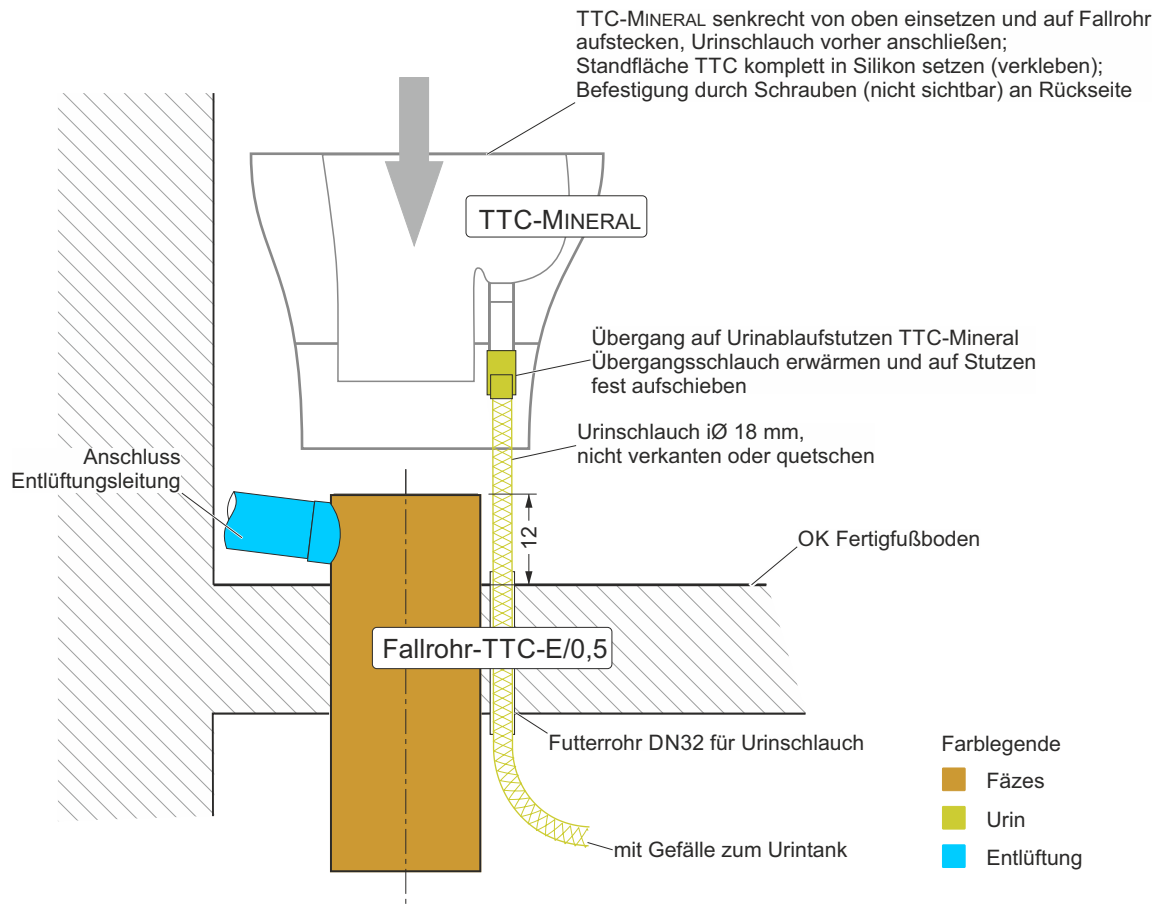 TTC-MINERAL senkrecht von oben einsetzen und auf Fallrohr
aufstecken, Urinschlauch vorher anschließen;
Standfläche TTC komplett in Silikon setzen (verkleben);
Befestigung durch Schrauben (nicht sichtbar) an Rückseite
TTC-MINERAL
Übergang auf Urinablaufstutzen TTC-Mineral
Übergangsschlauch erwärmen und auf Stutzen
fest aufschieben
Urinschlauch iØ 18 mm,
nicht verkanten oder quetschen
Anschluss
Entlüftungsleitung
12
OK Fertigfußboden
Fallrohr-TTC-E/0,5
Futterrohr DN32 für Urinschlauch
mit Gefälle zum Urintank
Farblegende
Fäzes
Urin
Entlüftung